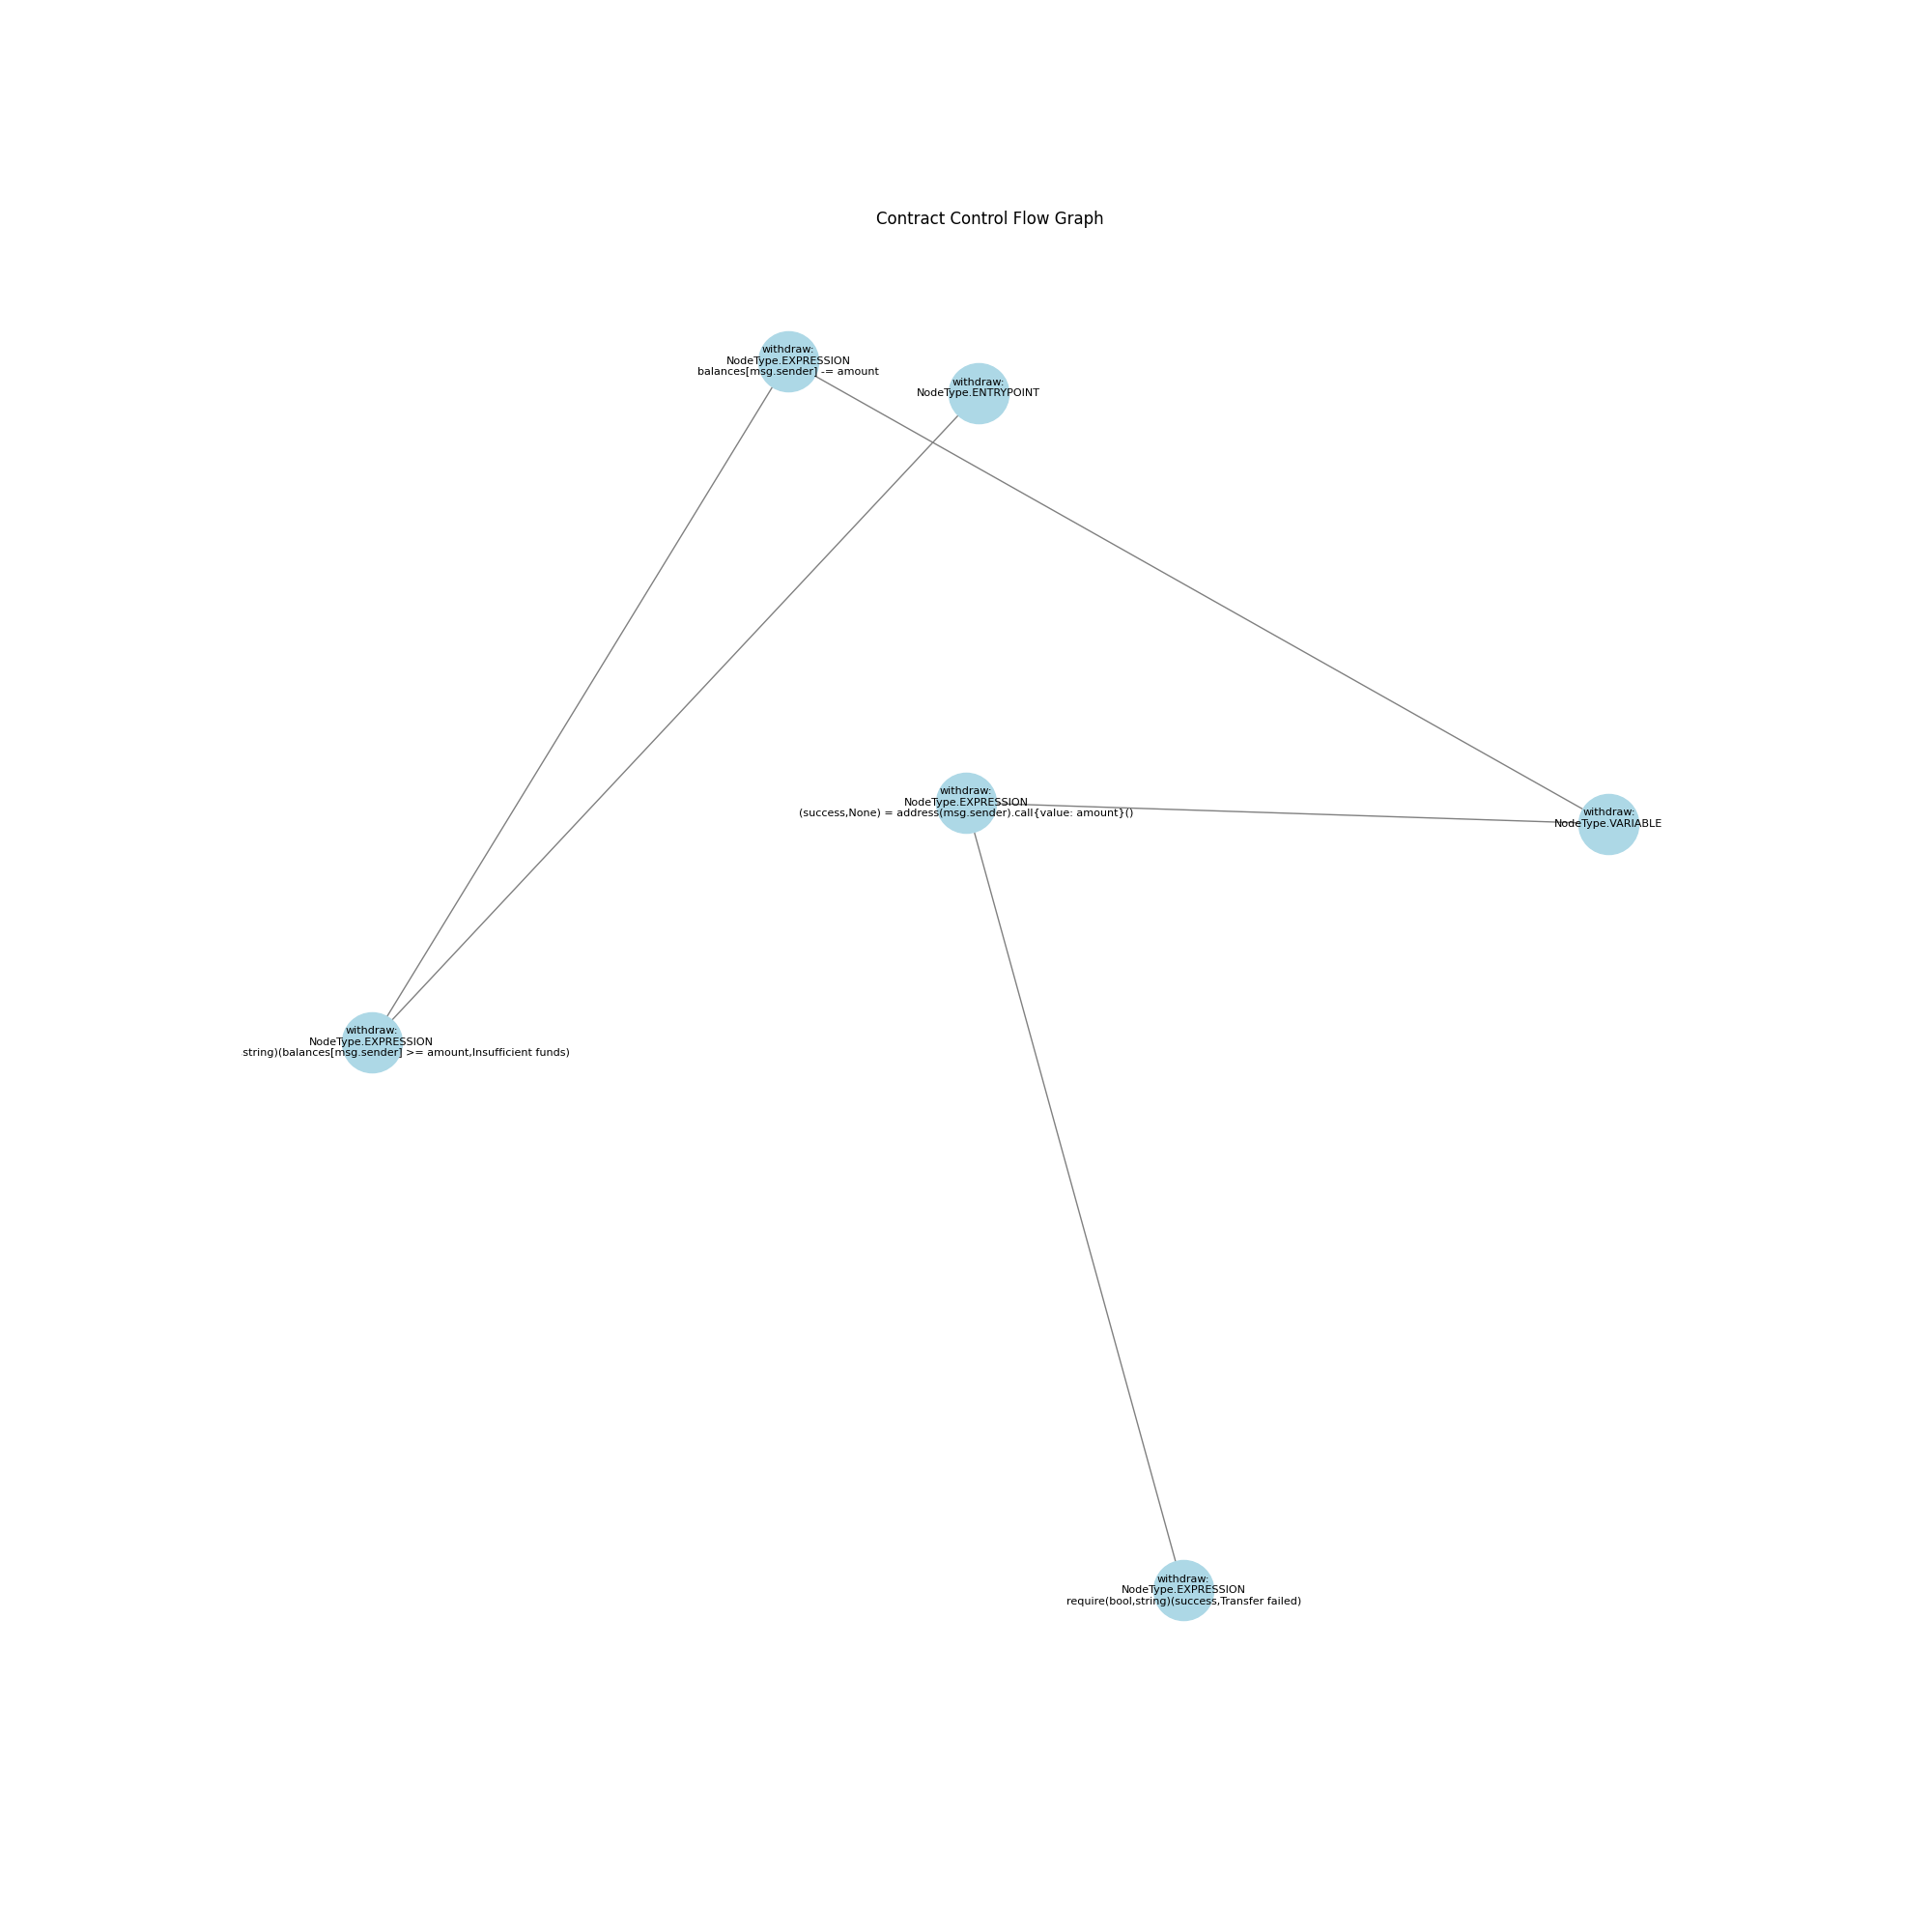 Contract Control Flow Graph
withdraw:
NodeType.EXPRESSION
balances[msg.sender] -= amount
withdraw:
NodeType.ENTRYPOINT
withdraw:
NodeType.EXPRESSION
(success,None) = address(msg.sender).call{value: amount}()
withdraw:
NodeType.VARIABLE
withdraw:
NodeType.EXPRESSION
string)(balances[msg.sender] >= amount,Insufficient funds)
withdraw:
NodeType.EXPRESSION
require(bool,string)(success,Transfer failed)